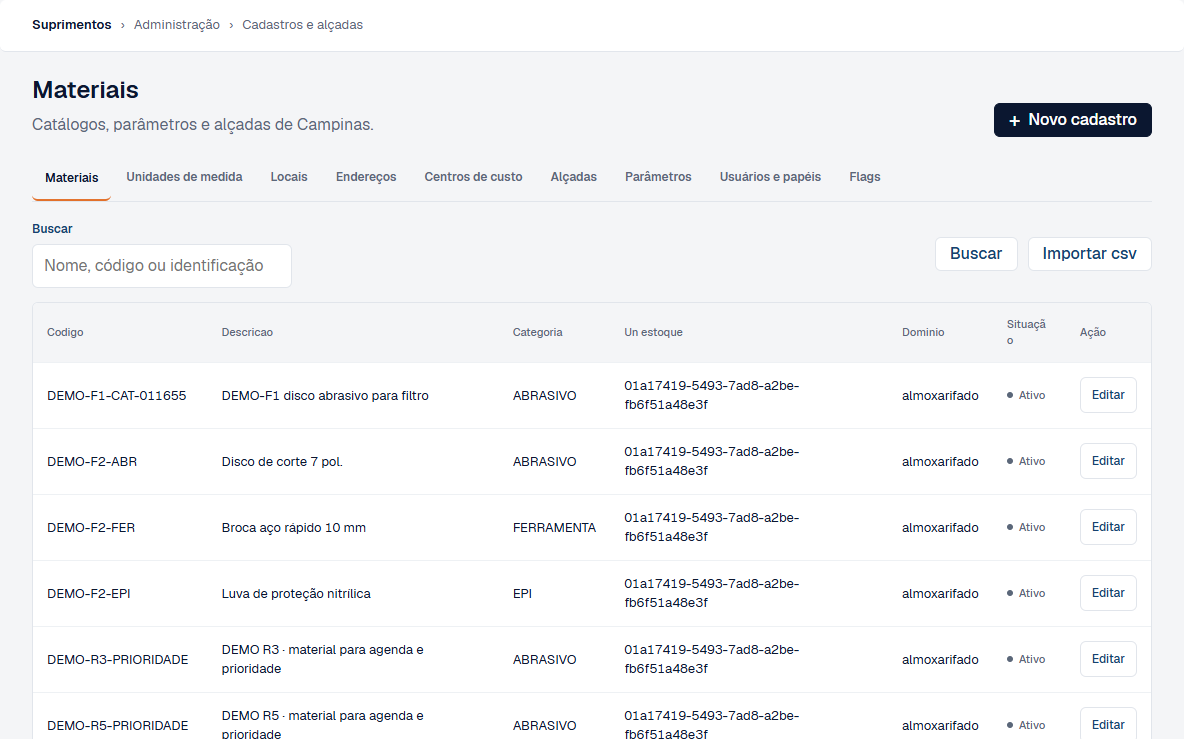 Suprimentos › Administração › Cadastros e alçadas
Materiais
Catálogos, parâmetros e alçadas de Campinas.
+ Novo cadastro
Materiais Unidades de medida Locais Endereços Centros de custo Alçadas Parâmetros Usuários e papéis Flags
Buscar
Nome, código ou identificação
Buscar Importar csv
Codigo Descricao Categoria Un estoque Dominio Situaçã
o Ação
DEMO-F1-CAT-011655 DEMO-F1 disco abrasivo para filtro ABRASIVO 01a17419-5493-7ad8-a2be-
fb6f51a48e3f almoxarifado Ativo Editar
DEMO-F2-ABR Disco de corte 7 pol. ABRASIVO 01a17419-5493-7ad8-a2be-
fb6f51a48e3f almoxarifado Ativo Editar
DEMO-F2-FER Broca aço rápido 10 mm FERRAMENTA 01a17419-5493-7ad8-a2be-
fb6f51a48e3f almoxarifado Ativo Editar
DEMO-F2-EPI Luva de proteção nitrílica EPI 01a17419-5493-7ad8-a2be-
fb6f51a48e3f almoxarifado Ativo Editar
DEMO-R3-PRIORIDADE DEMO R3 · material para agenda e
prioridade ABRASIVO 01a17419-5493-7ad8-a2be-
fb6f51a48e3f almoxarifado Ativo Editar
DEMO-R5-PRIORIDADE DEMO R5 · material para agenda e
prioridade ABRASIVO 01a17419-5493-7ad8-a2be-
fb6f51a48e3f almoxarifado Ativo Editar